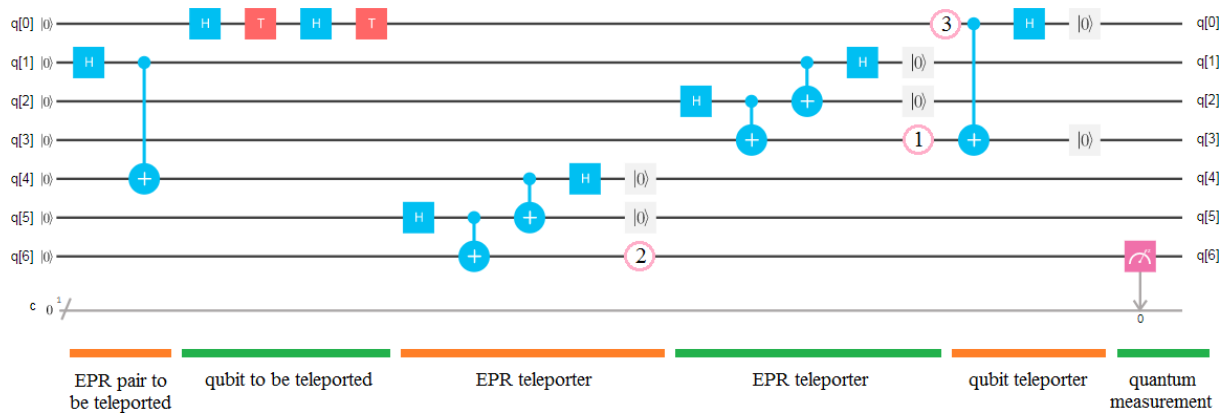 q[0] |0⟩ H T H T 3 H |0⟩ q[0]
q[1] |0⟩ H H |0⟩ q[1]
q[2] |0⟩ H + |0⟩ q[2]
q[3] |0⟩ + 1 + |0⟩ q[3]
q[4] |0⟩ + H |0⟩ q[4]
q[5] |0⟩ H + |0⟩ q[5]
q[6] |0⟩ + 2 q[6]
c 0 1 0
EPR pair to
be teleported
qubit to be teleported
EPR teleporter
EPR teleporter
qubit teleporter
quantum
measurement